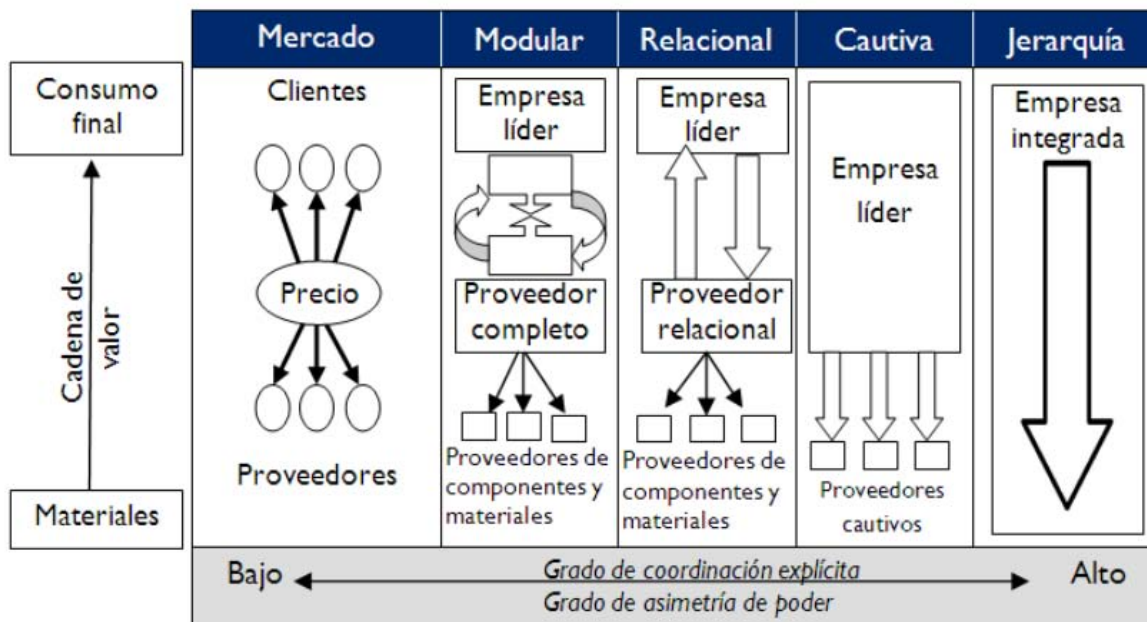 Mercado
Modular
Relacional
Cautiva
Jerarquía
Consumo
final
Cadena de
valor
Materiales
Clientes
Precio
Proveedores
Empresa
líder
Proveedor
completo
Proveedores de
componentes y
materiales
Empresa
líder
Proveedor
relacional
Proveedores de
componentes y
materiales
Empresa
líder
Proveedores
cautivos
Empresa
integrada
Bajo
Grado de coordinación explícita
Grado de asimetría de poder
Alto